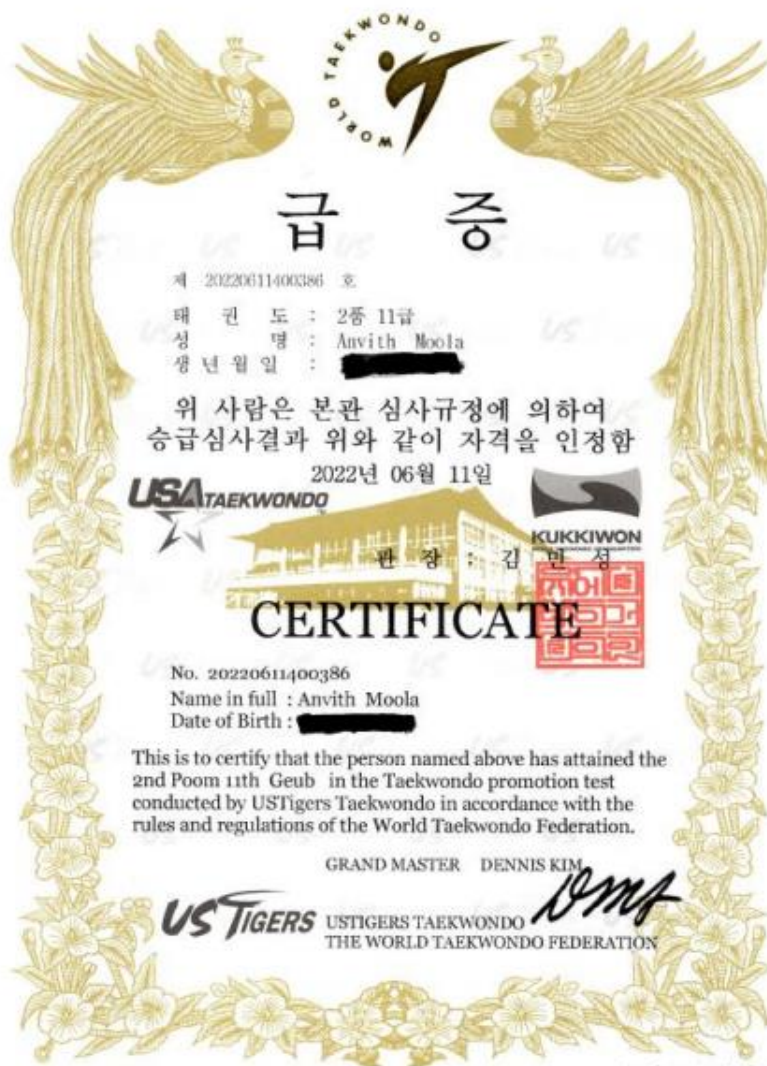 WORLD TAEKWONDO
급 증
제 20220611400386 호
태 권 도 : 2품 11급
성 명 : Anvith Moola
생 년 월 일 :
위 사람은 본관 심사규정에 의하여
승급심사결과 위와 같이 자격을 인정함
2022년 06월 11일
USA TAEKWONDO
KUKKIWON
관 장 : 김 민 성
CERTIFICATE
No. 20220611400386
Name in full : Anvith Moola
Date of Birth :
This is to certify that the person named above has attained the
2nd Poom 11th Geub in the Taekwondo promotion test
conducted by USTigers Taekwondo in accordance with the
rules and regulations of the World Taekwondo Federation.
GRAND MASTER DENNIS KIM
US TIGERS
USTIGERS TAEKWONDO
THE WORLD TAEKWONDO FEDERATION